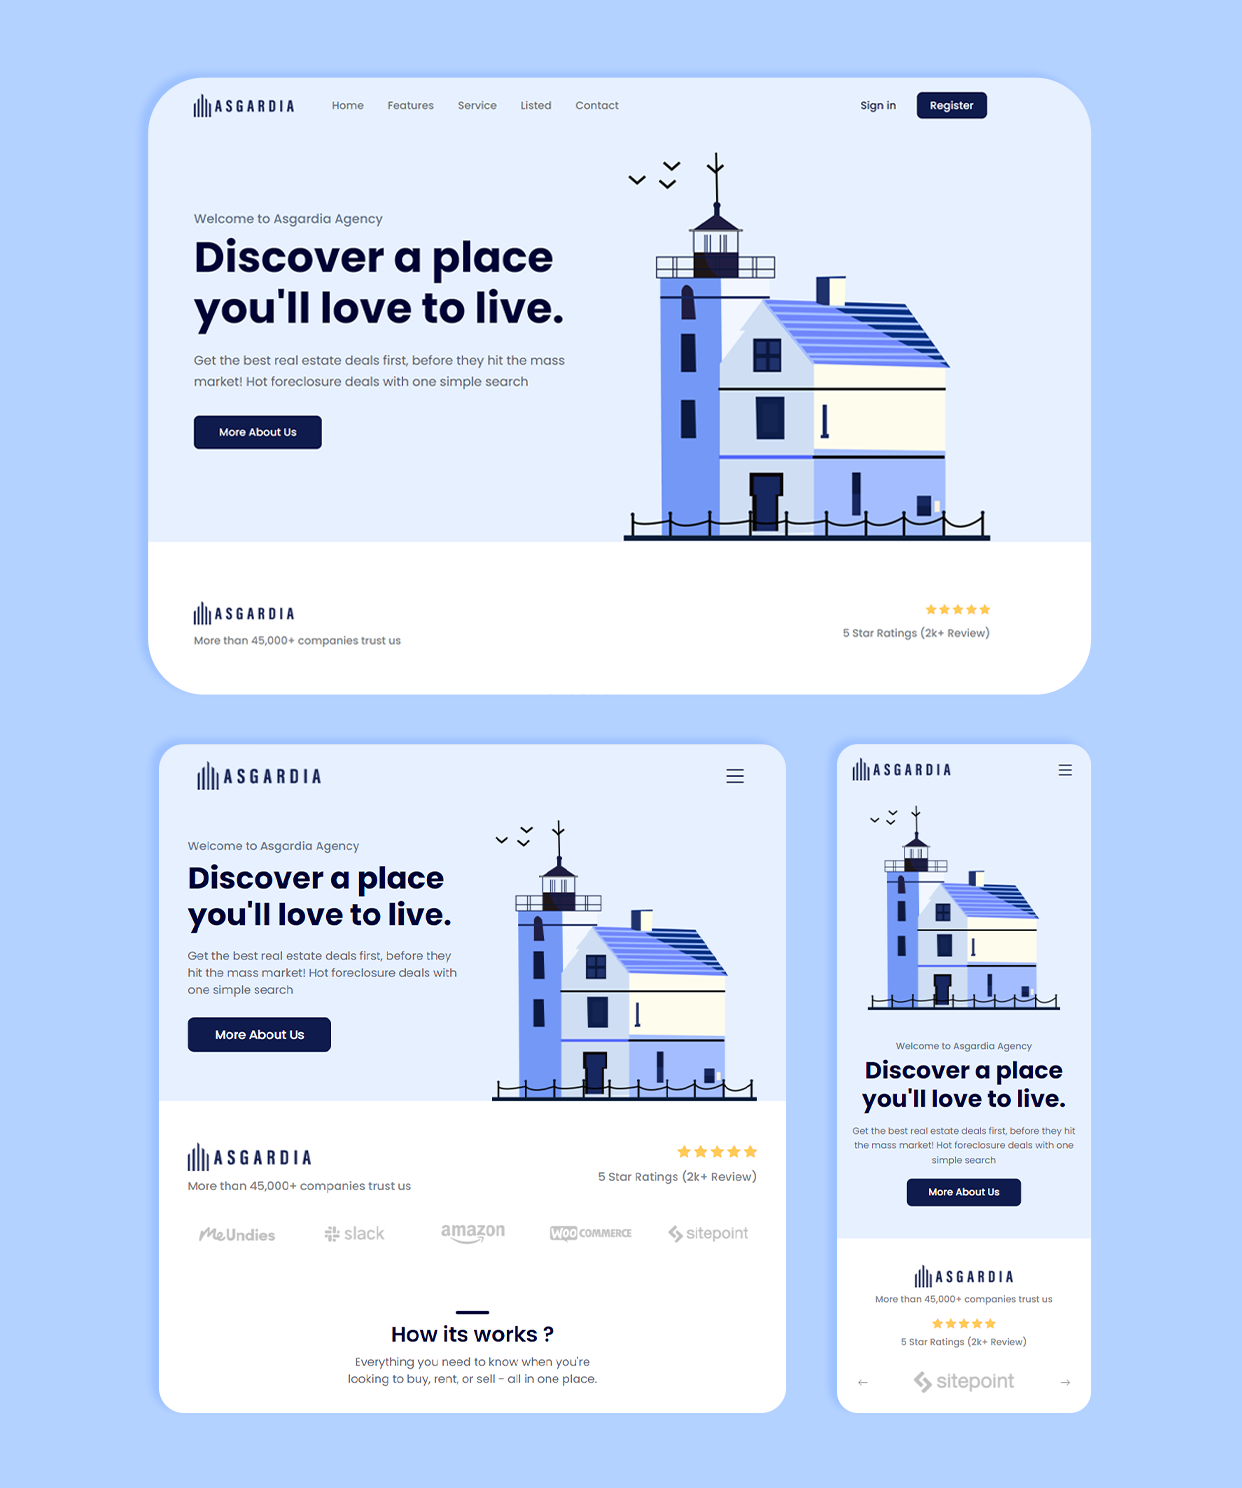 ASGARDIA Home Features Service Listed Contact Sign in Register
Welcome to Asgardia Agency
Discover a place
you'll love to live.
Get the best real estate deals first, before they hit the mass
market! Hot foreclosure deals with one simple search
More About Us
ASGARDIA
More than 45,000+ companies trust us
5 Star Ratings (2k+ Review)
ASGARDIA
Welcome to Asgardia Agency
Discover a place
you'll love to live.
Get the best real estate deals first, before they
hit the mass market! Hot foreclosure deals with
one simple search
More About Us
ASGARDIA
More than 45,000+ companies trust us
5 Star Ratings (2k+ Review)
MeUndies slack amazon WOO COMMERCE sitepoint
How its works ?
Everything you need to know when you're
looking to buy, rent, or sell - all in one place.
ASGARDIA
Welcome to Asgardia Agency
Discover a place
you'll love to live.
Get the best real estate deals first, before they hit
the mass market! Hot foreclosure deals with one
simple search
More About Us
ASGARDIA
More than 45,000+ companies trust us
5 Star Ratings (2k+ Review)
sitepoint